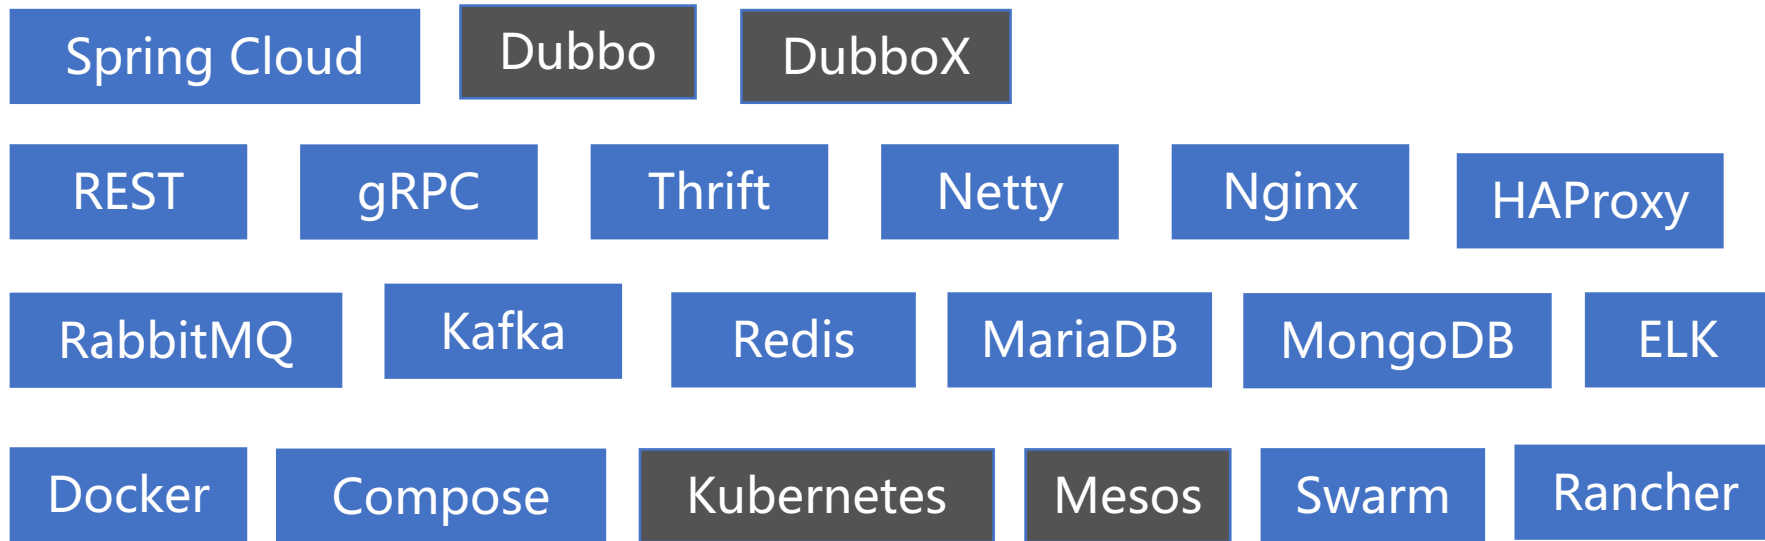 Spring Cloud Dubbo DubboX
REST gRPC Thrift Netty Nginx HAProxy
RabbitMQ Kafka Redis MariaDB MongoDB ELK
Docker Compose Kubernetes Mesos Swarm Rancher